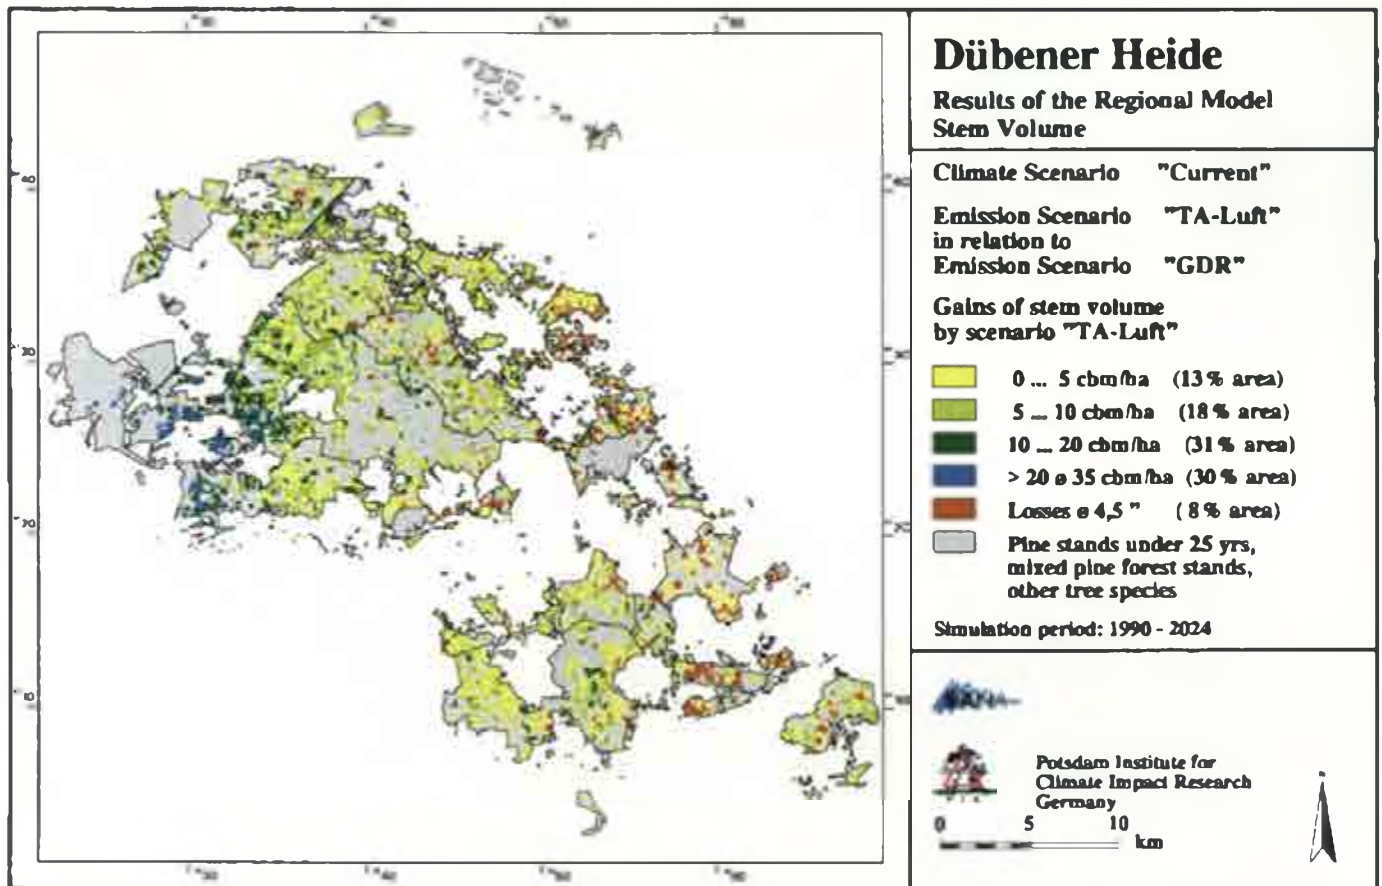 Dübener Heide
Results of the Regional Model
Stem Volume
Climate Scenario "Current"
Emission Scenario "TA-Luft"
in relation to
Emission Scenario "GDR"
Gains of stem volume
by scenario "TA-Luft"
0 ... 5 cbm/ha (13 % area)
5 ... 10 cbm/ha (18 % area)
10 ... 20 cbm/ha (31 % area)
> 20 ø 35 cbm/ha (30 % area)
Losses ø 4,5 " ( 8 % area)
Pine stands under 25 yrs,
mixed pine forest stands,
other tree species
Simulation period: 1990 - 2024
Potsdam Institute for
Climate Impact Research
Germany
0 5 10
km